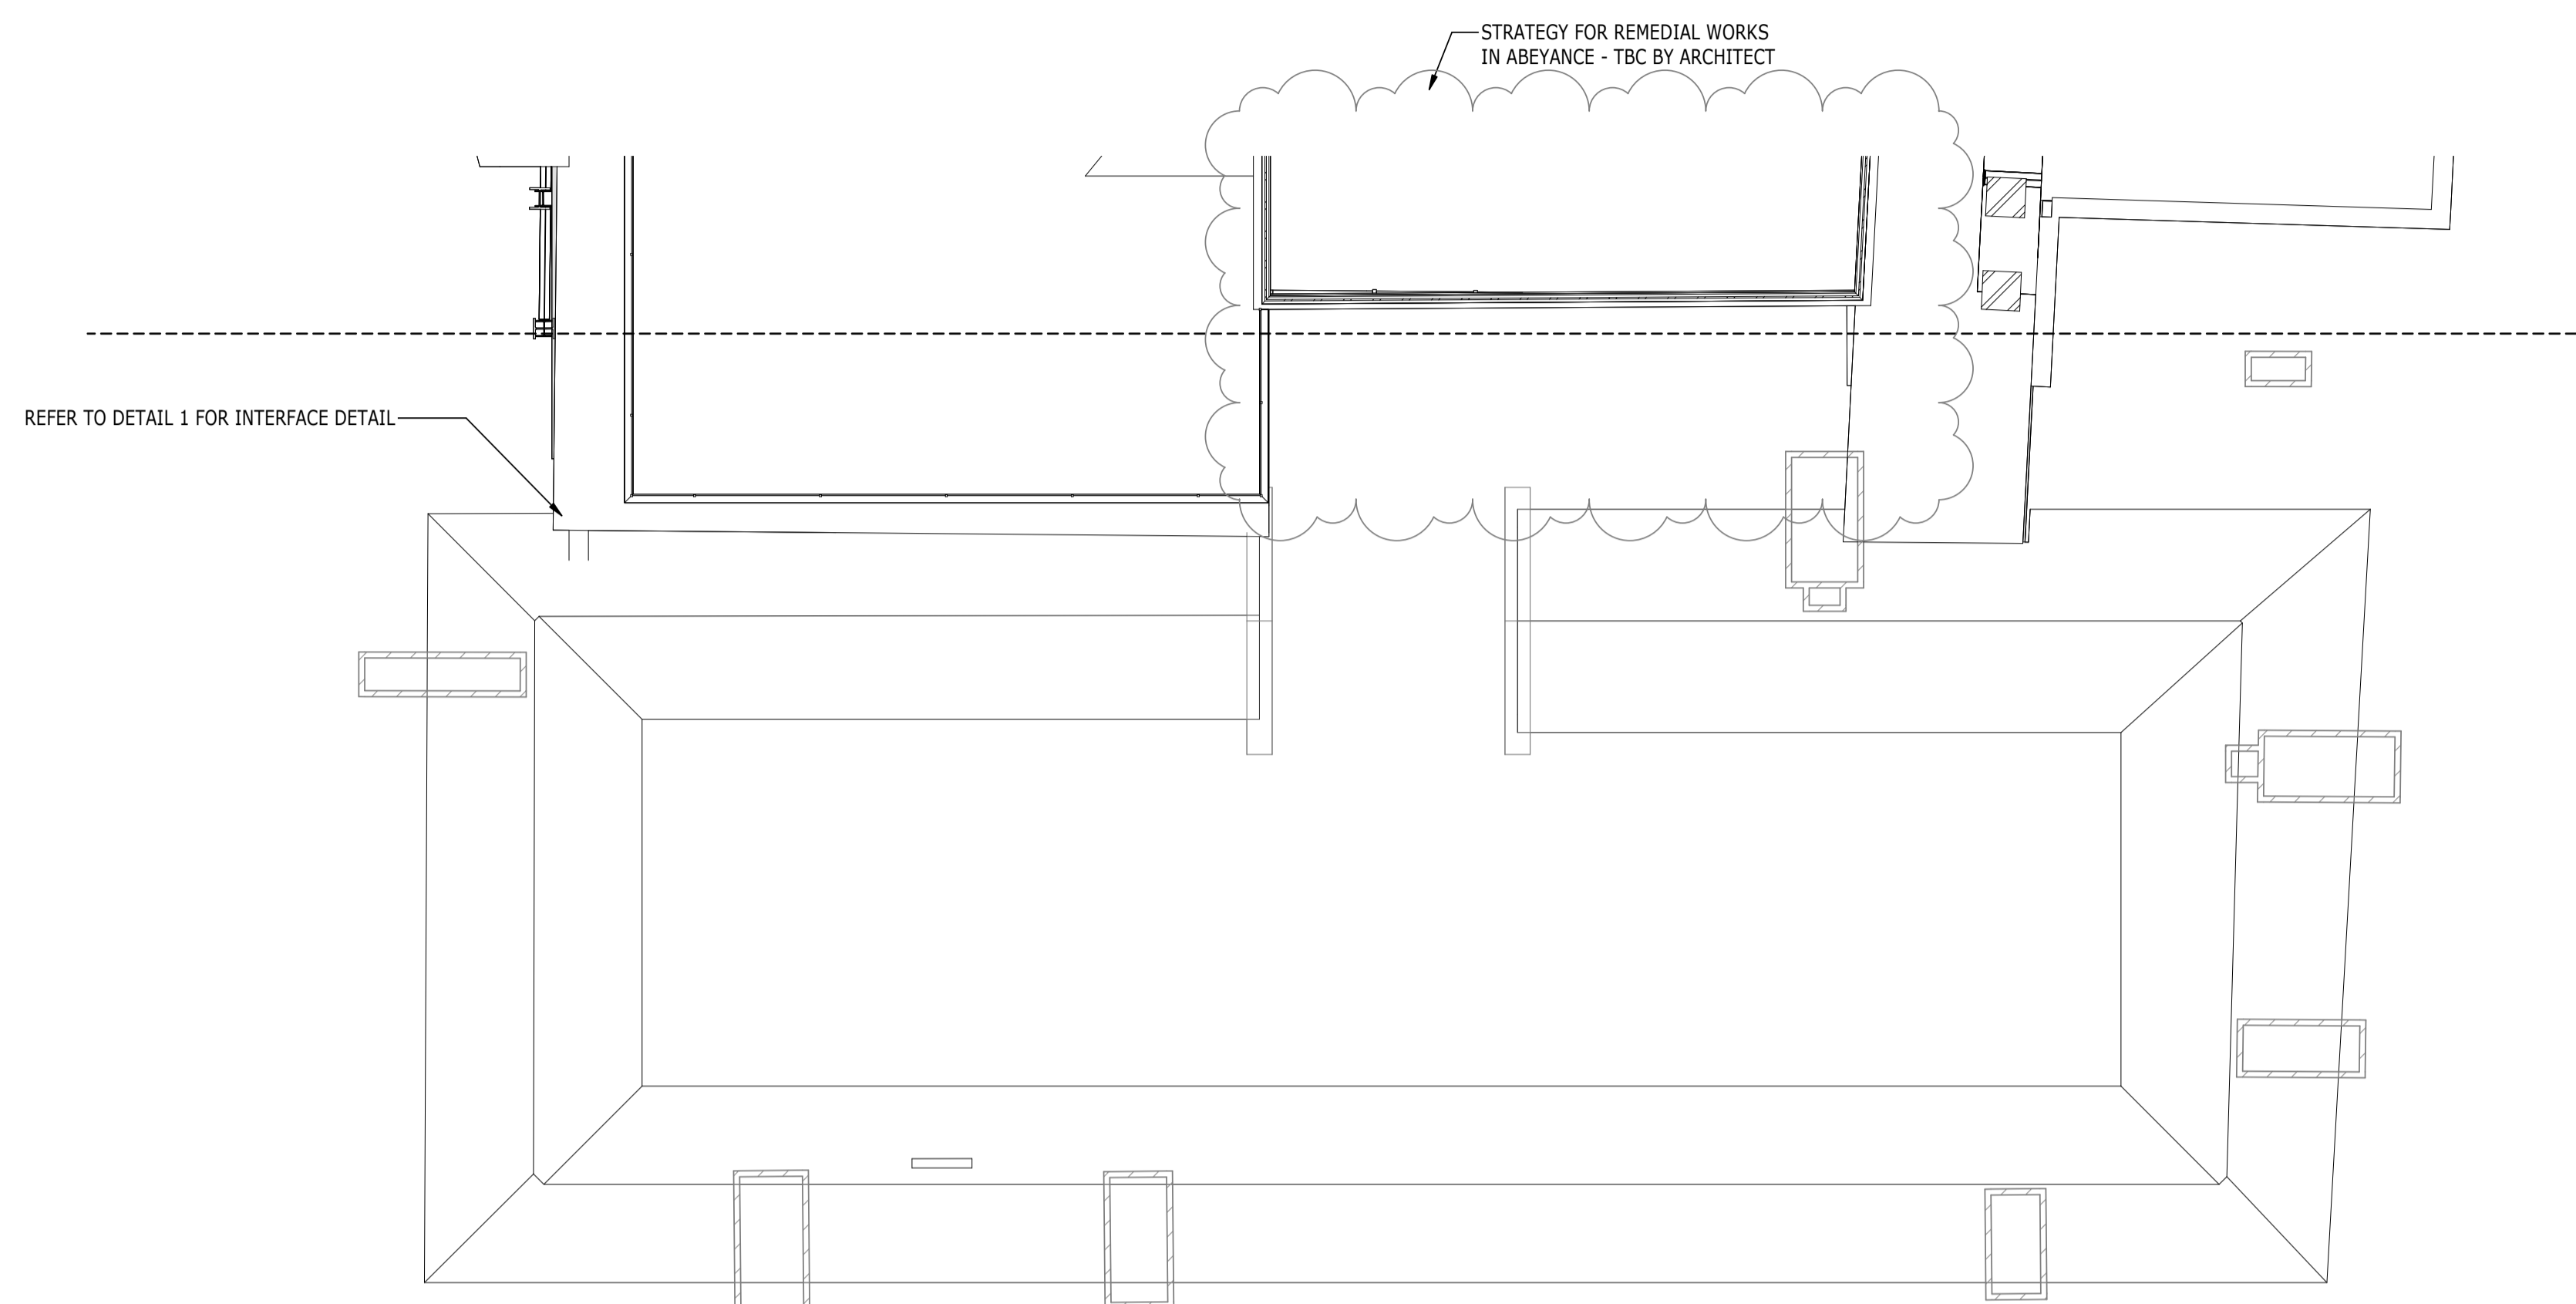 STRATEGY FOR REMEDIAL WORKS
IN ABEYANCE - TBC BY ARCHITECT
REFER TO DETAIL 1 FOR INTERFACE DETAIL